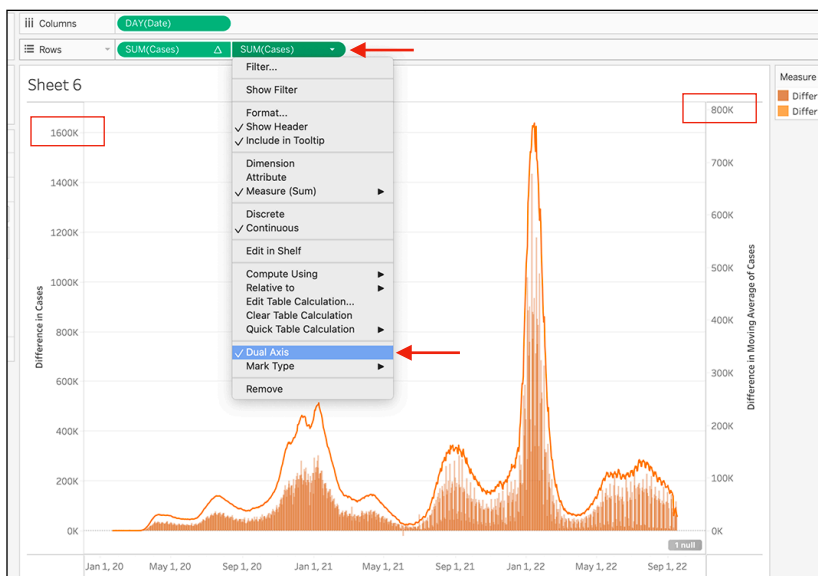 Columns
DAY(Date)
Rows
SUM(Cases)
SUM(Cases)
Sheet 6
Filter...
Show Filter
Format...
Show Header
Include in Tooltip
Dimension
Attribute
Measure (Sum)
Discrete
Continuous
Edit in Shelf
Compute Using
Relative to
Edit Table Calculation...
Clear Table Calculation
Quick Table Calculation
Dual Axis
Mark Type
Remove
Measure
Differ
Differ
Difference in Cases
1600K
1400K
1200K
1000K
800K
600K
400K
200K
0K
800K
700K
600K
500K
400K
300K
200K
100K
0K
Difference in Moving Average of Cases
1 null
Jan 1, 20
May 1, 20
Sep 1, 20
Jan 1, 21
May 1, 21
Sep 1, 21
Jan 1, 22
May 1, 22
Sep 1, 22